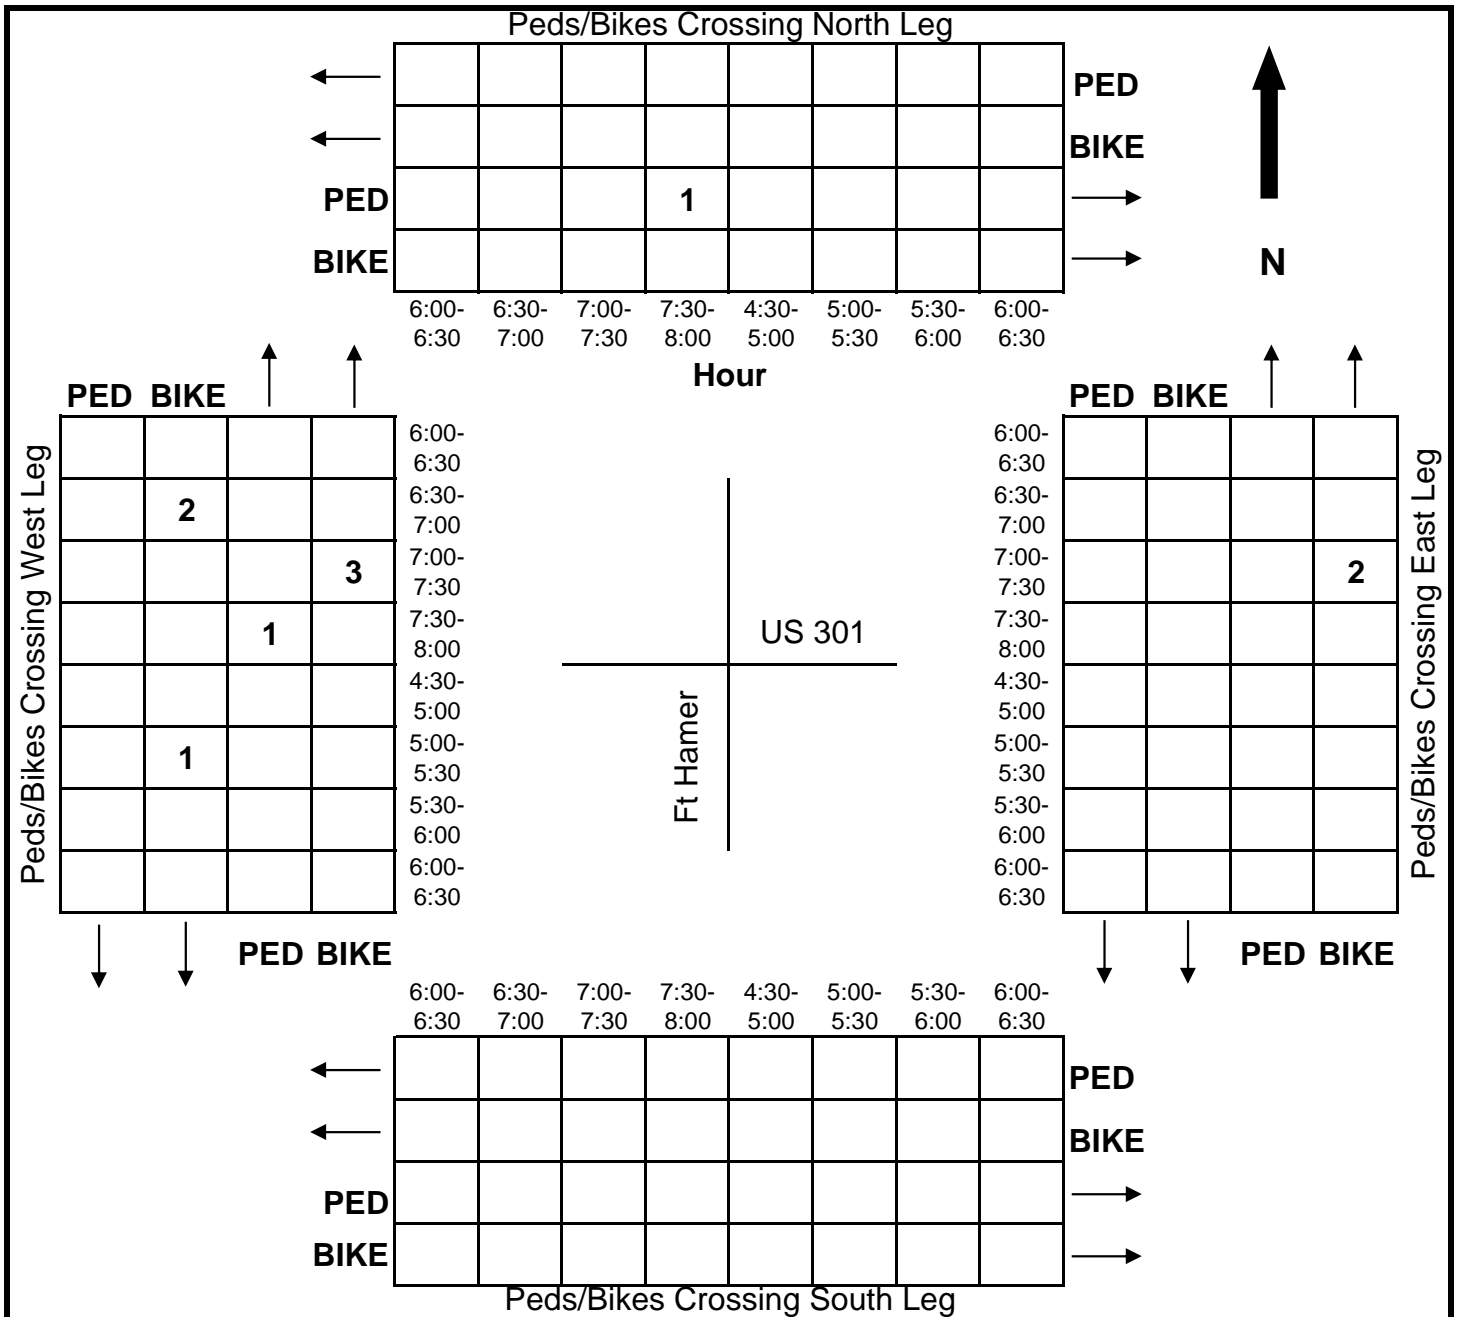 Peds/Bikes Crossing North Leg
PED
BIKE
PED 1
BIKE
N
6:00- 6:30- 7:00- 7:30- 4:30- 5:00- 5:30- 6:00-
6:30 7:00 7:30 8:00 5:00 5:30 6:00 6:30
Hour
PED BIKE
PED BIKE
Peds/Bikes Crossing West Leg
6:00-
6:30
2 6:30-
7:00
3 7:00-
7:30
1 7:30-
8:00
4:30-
5:00
1 5:00-
5:30
5:30-
6:00
6:00-
6:30
PED BIKE
US 301
Ft Hamer
6:00-
6:30
6:30-
7:00
7:00- 2
7:30
7:30-
8:00
4:30-
5:00
5:00-
5:30
5:30-
6:00
6:00-
6:30
Peds/Bikes Crossing East Leg
PED BIKE
6:00- 6:30- 7:00- 7:30- 4:30- 5:00- 5:30- 6:00-
6:30 7:00 7:30 8:00 5:00 5:30 6:00 6:30
PED
BIKE
PED
BIKE
Peds/Bikes Crossing South Leg